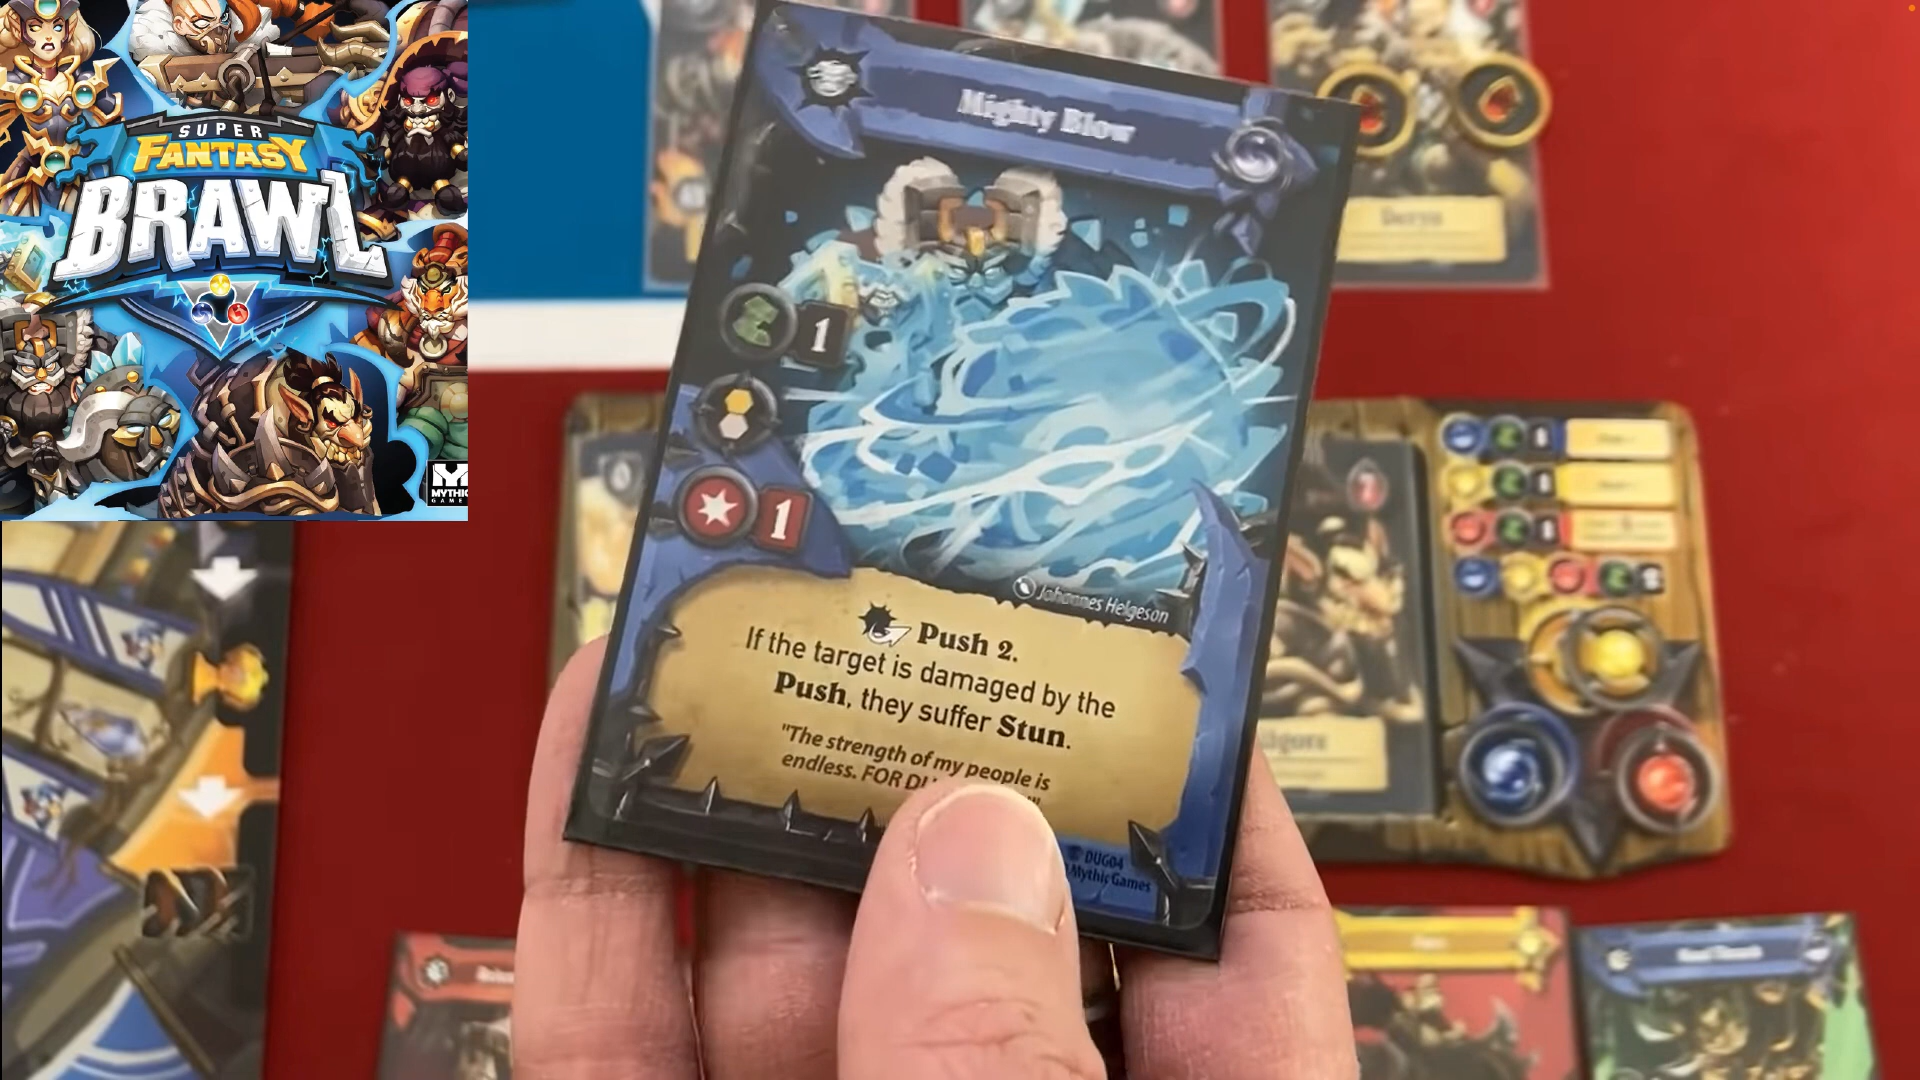 SUPER
FANTASY
BRAWL
MYTHIC
GAMES
Mighty Blow
1
1
Johannes Helgeson
Push 2.
If the target is damaged by the
Push, they suffer Stun.
"The strength of my people is
endless. FOR
DUG04
MythicGames